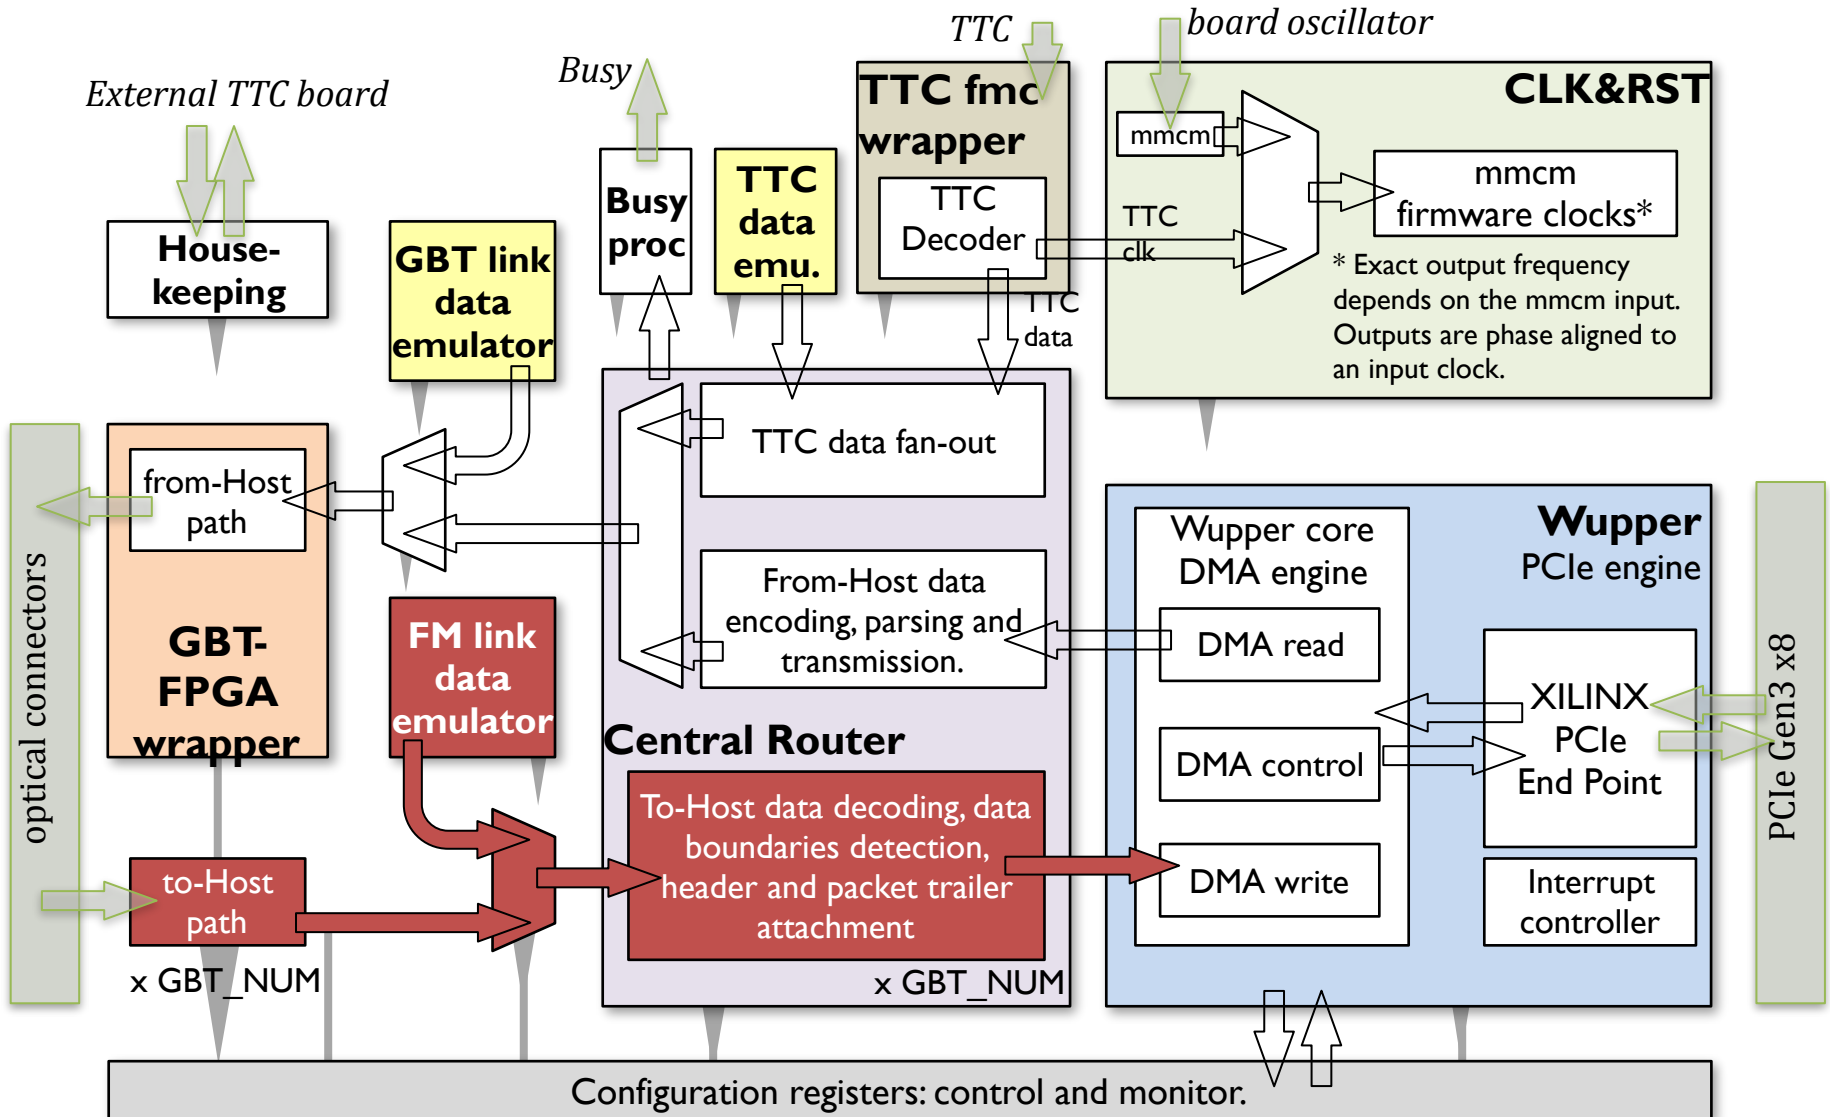 TTC
board oscillator
Busy
External TTC board
TTC fmc
wrapper
CLK&RST
mmcm
mmcm
firmware clocks*
TTC
Decoder
TTC
clk
* Exact output frequency
depends on the mmcm input.
Outputs are phase aligned to
an input clock.
TTC
data
Busy
proc
TTC
data
emu.
House-
keeping
GBT link
data
emulator
TTC data fan-out
from-Host
path
GBT-
FPGA
wrapper
optical connectors
FM link
data
emulator
From-Host data
encoding, parsing and
transmission.
Central Router
To-Host data decoding, data
boundaries detection,
header and packet trailer
attachment
x GBT_NUM
to-Host
path
x GBT_NUM
Wupper
PCIe engine
Wupper core
DMA engine
DMA read
DMA control
DMA write
XILINX
PCIe
End Point
Interrupt
controller
PCIe Gen3 x8
Configuration registers: control and monitor.